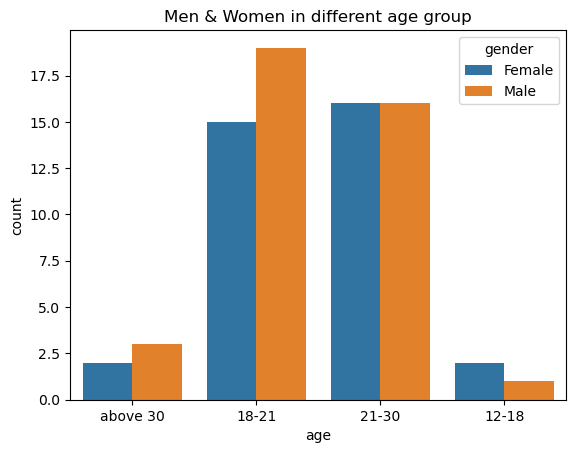 Men & Women in different age group
gender
Female
Male
17.5
15.0
12.5
10.0
7.5
5.0
2.5
0.0
count
above 30
18-21
21-30
12-18
age